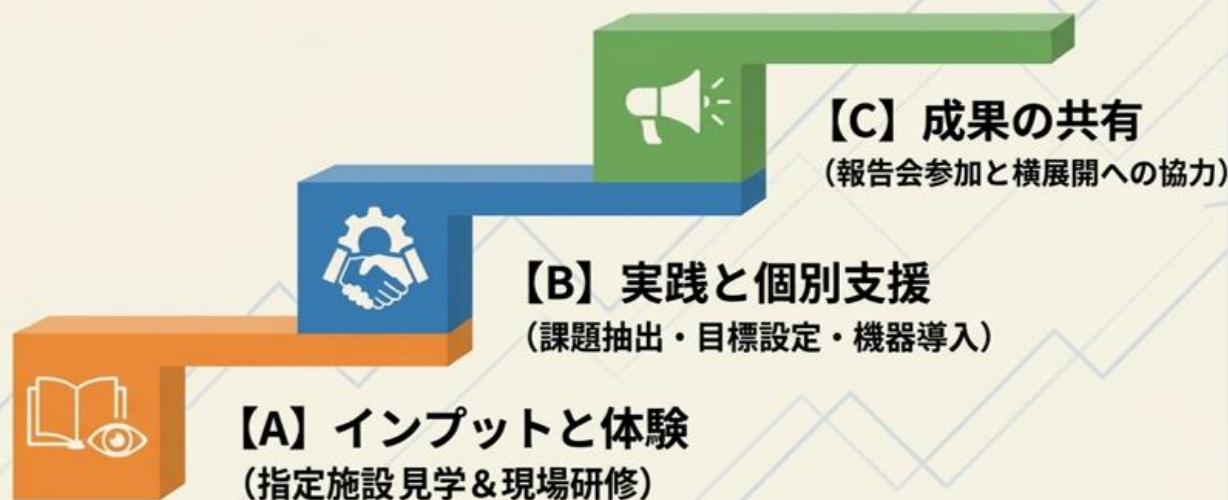 【C】成果の共有
（報告会参加と横展開への協力）
【B】実践と個別支援
（課題抽出・目標設定・機器導入）
【A】インプットと体験
（指定施設見学＆現場研修）